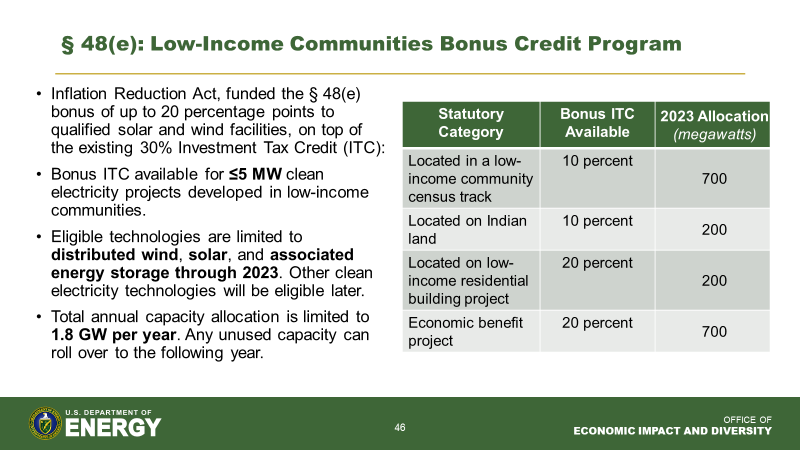 § 48(e): Low-Income Communities Bonus Credit Program
• Inflation Reduction Act, funded the § 48(e)
bonus of up to 20 percentage points to
qualified solar and wind facilities, on top of
the existing 30% Investment Tax Credit (ITC):
• Bonus ITC available for ≤5 MW clean
electricity projects developed in low-income
communities.
• Eligible technologies are limited to
distributed wind, solar, and associated
energy storage through 2023. Other clean
electricity technologies will be eligible later.
• Total annual capacity allocation is limited to
1.8 GW per year. Any unused capacity can
roll over to the following year.
Statutory
Category
Bonus ITC
Available
2023 Allocation
(megawatts)
Located in a low-
income community
census track
10 percent
700
Located on Indian
land
10 percent
200
Located on low-
income residential
building project
20 percent
200
Economic benefit
project
20 percent
700
U.S. DEPARTMENT OF
ENERGY
46
OFFICE OF
ECONOMIC IMPACT AND DIVERSITY